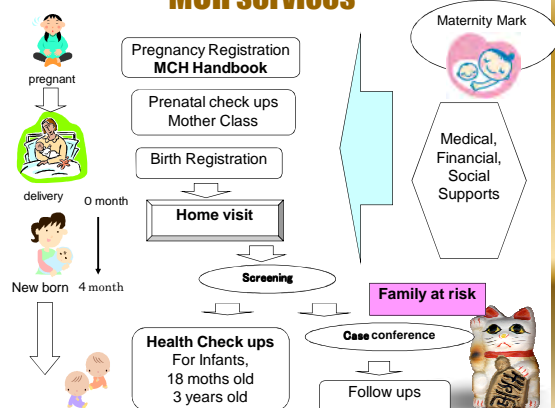 MCH services
Maternity Mark
pregnant
Pregnancy Registration
MCH Handbook
Prenatal check ups
Mother Class
Medical,
Financial,
Social
Supports
Birth Registration
delivery
0 month
Home visit
New born
4 month
Screening
Family at risk
Case conference
Health Check ups
For Infants,
18 moths old
3 years old
Follow ups